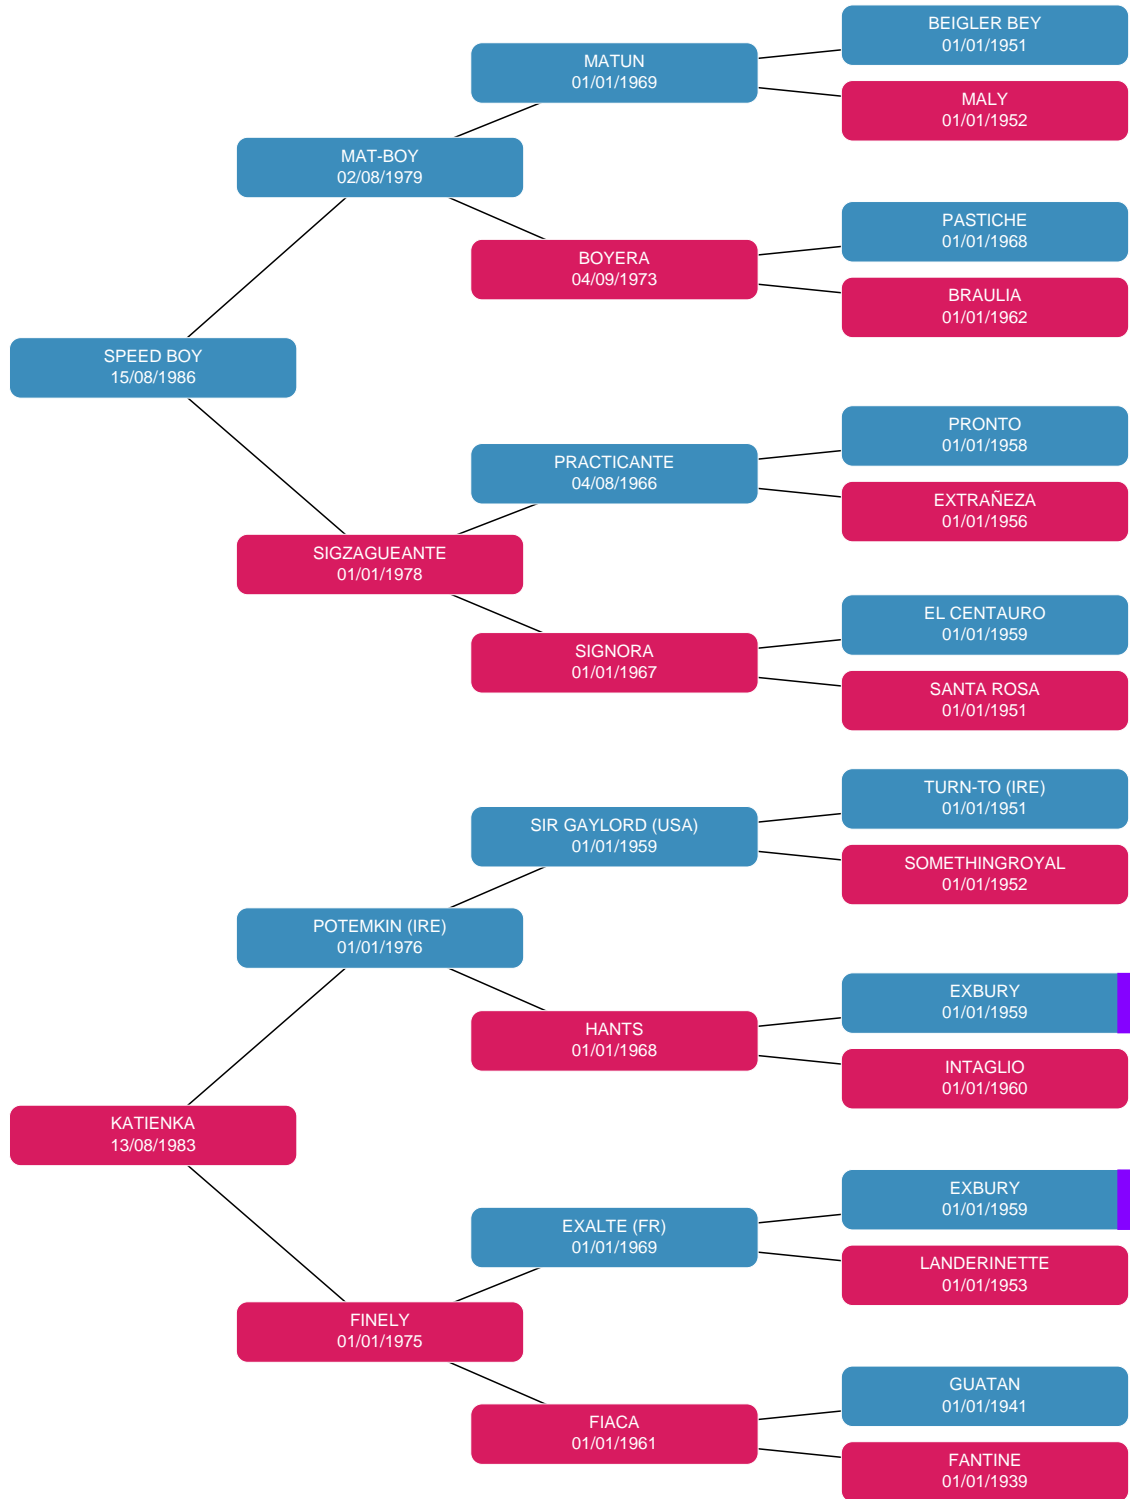 BEIGLER BEY
01/01/1951
MATUN
01/01/1969
MALY
01/01/1952
MAT-BOY
02/08/1979
PASTICHE
01/01/1968
BOYERA
04/09/1973
BRAULIA
01/01/1962
SPEED BOY
15/08/1986
PRONTO
01/01/1958
PRACTICANTE
04/08/1966
EXTRAÑEZA
01/01/1956
SIGZAGUEANTE
01/01/1978
EL CENTAURO
01/01/1959
SIGNORA
01/01/1967
SANTA ROSA
01/01/1951
TURN-TO (IRE)
01/01/1951
SIR GAYLORD (USA)
01/01/1959
SOMETHINGROYAL
01/01/1952
POTEMKIN (IRE)
01/01/1976
EXBURY
01/01/1959
HANTS
01/01/1968
INTAGLIO
01/01/1960
KATIENKA
13/08/1983
EXBURY
01/01/1959
EXALTE (FR)
01/01/1969
LANDERINETTE
01/01/1953
FINELY
01/01/1975
GUATAN
01/01/1941
FIACA
01/01/1961
FANTINE
01/01/1939